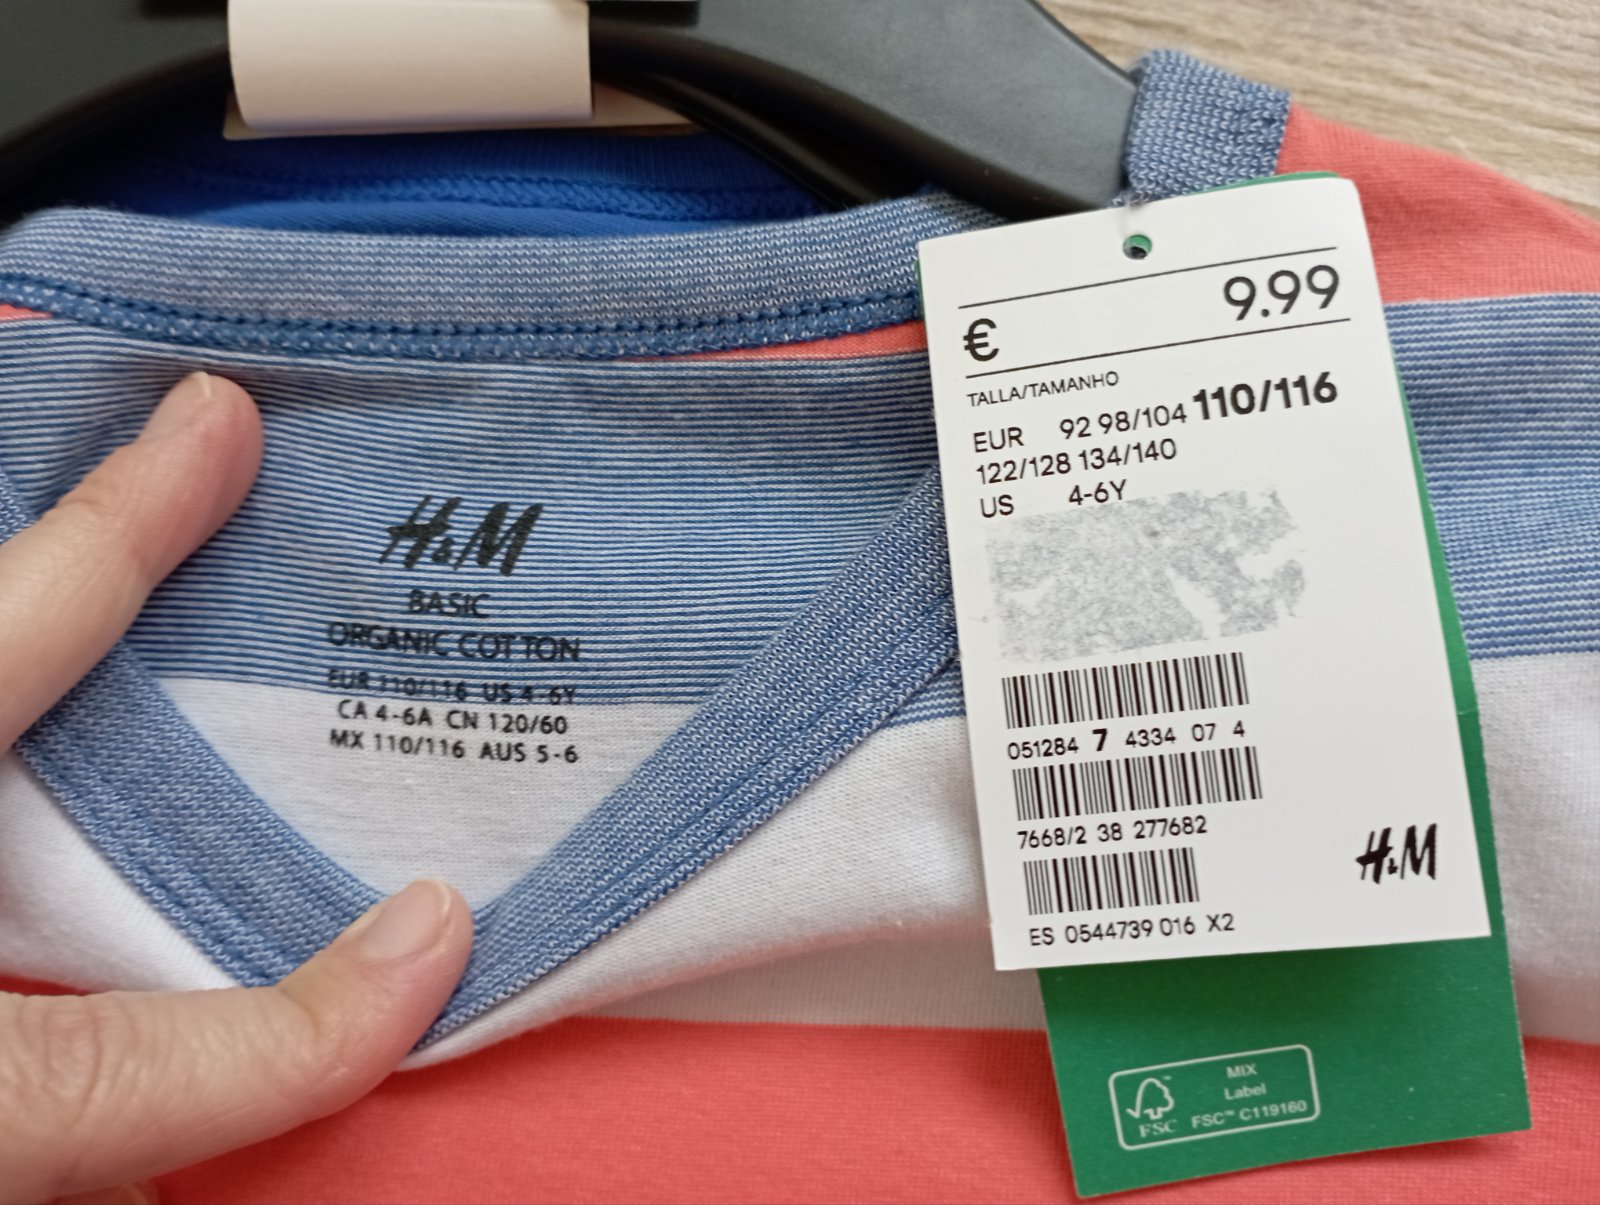 H&M
BASIC
ORGANIC COTTON
EUR 110/116 US 4-6Y
CA 4-6A CN 120/60
MX 110/116 AUS 5-6
€ 9.99
TALLA/TAMANHO
EUR 92 98/104 110/116
122/128 134/140
US 4-6Y
051284 7 4334 07 4
7668/2 38 277682
H&M
ES 0544739 016 X2
MIX
Label
FSC FSC™ C119160